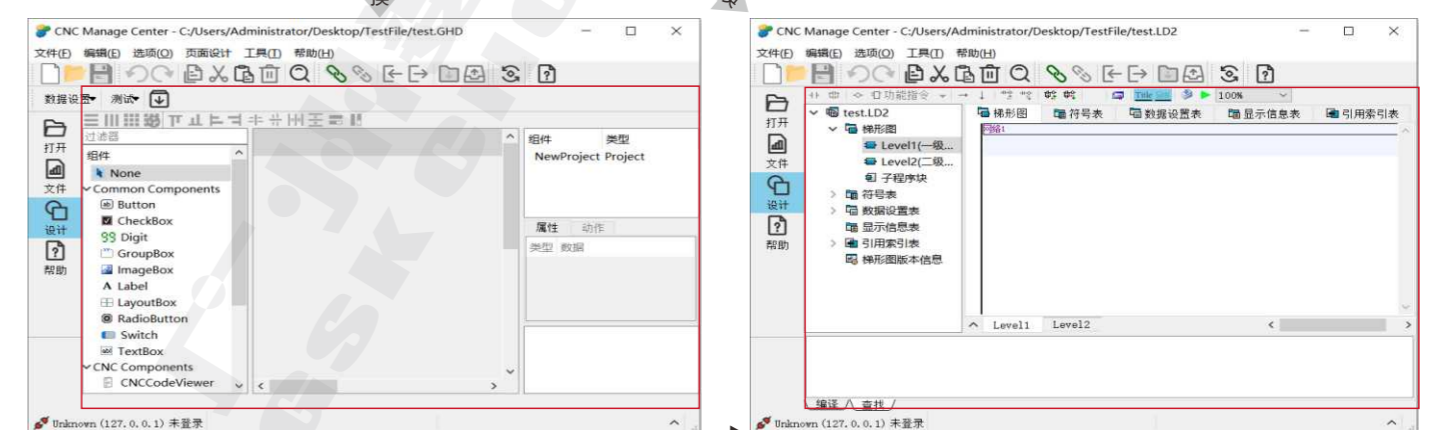 换
CNC Manage Center - C:/Users/Administrator/Desktop/TestFile/test.GHD
文件(F) 编辑(E) 选项(O) 页面设计 工具(T) 帮助(H)
数据设置 测试
打开
文件
设计
帮助
过滤器
组件
None
Common Components
Button
CheckBox
Digit
GroupBox
ImageBox
Label
LayoutBox
RadioButton
Switch
TextBox
CNC Components
CNCCodeViewer
组件 类型
NewProject Project
属性 动作
类型 数据
Unknown (127.0.0.1) 未登录
CNC Manage Center - C:/Users/Administrator/Desktop/TestFile/test.LD2
文件(F) 编辑(E) 选项(O) 工具(T) 帮助(H)
功能指令 100%
打开
文件
设计
帮助
test.LD2
梯形图
Level1(一级...
Level2(二级...
子程序块
符号表
数据设置表
显示信息表
引用索引表
梯形图版本信息
梯形图 符号表 数据设置表 显示信息表 引用索引表
网络1
Level1 Level2
编译 查找
Unknown (127.0.0.1) 未登录